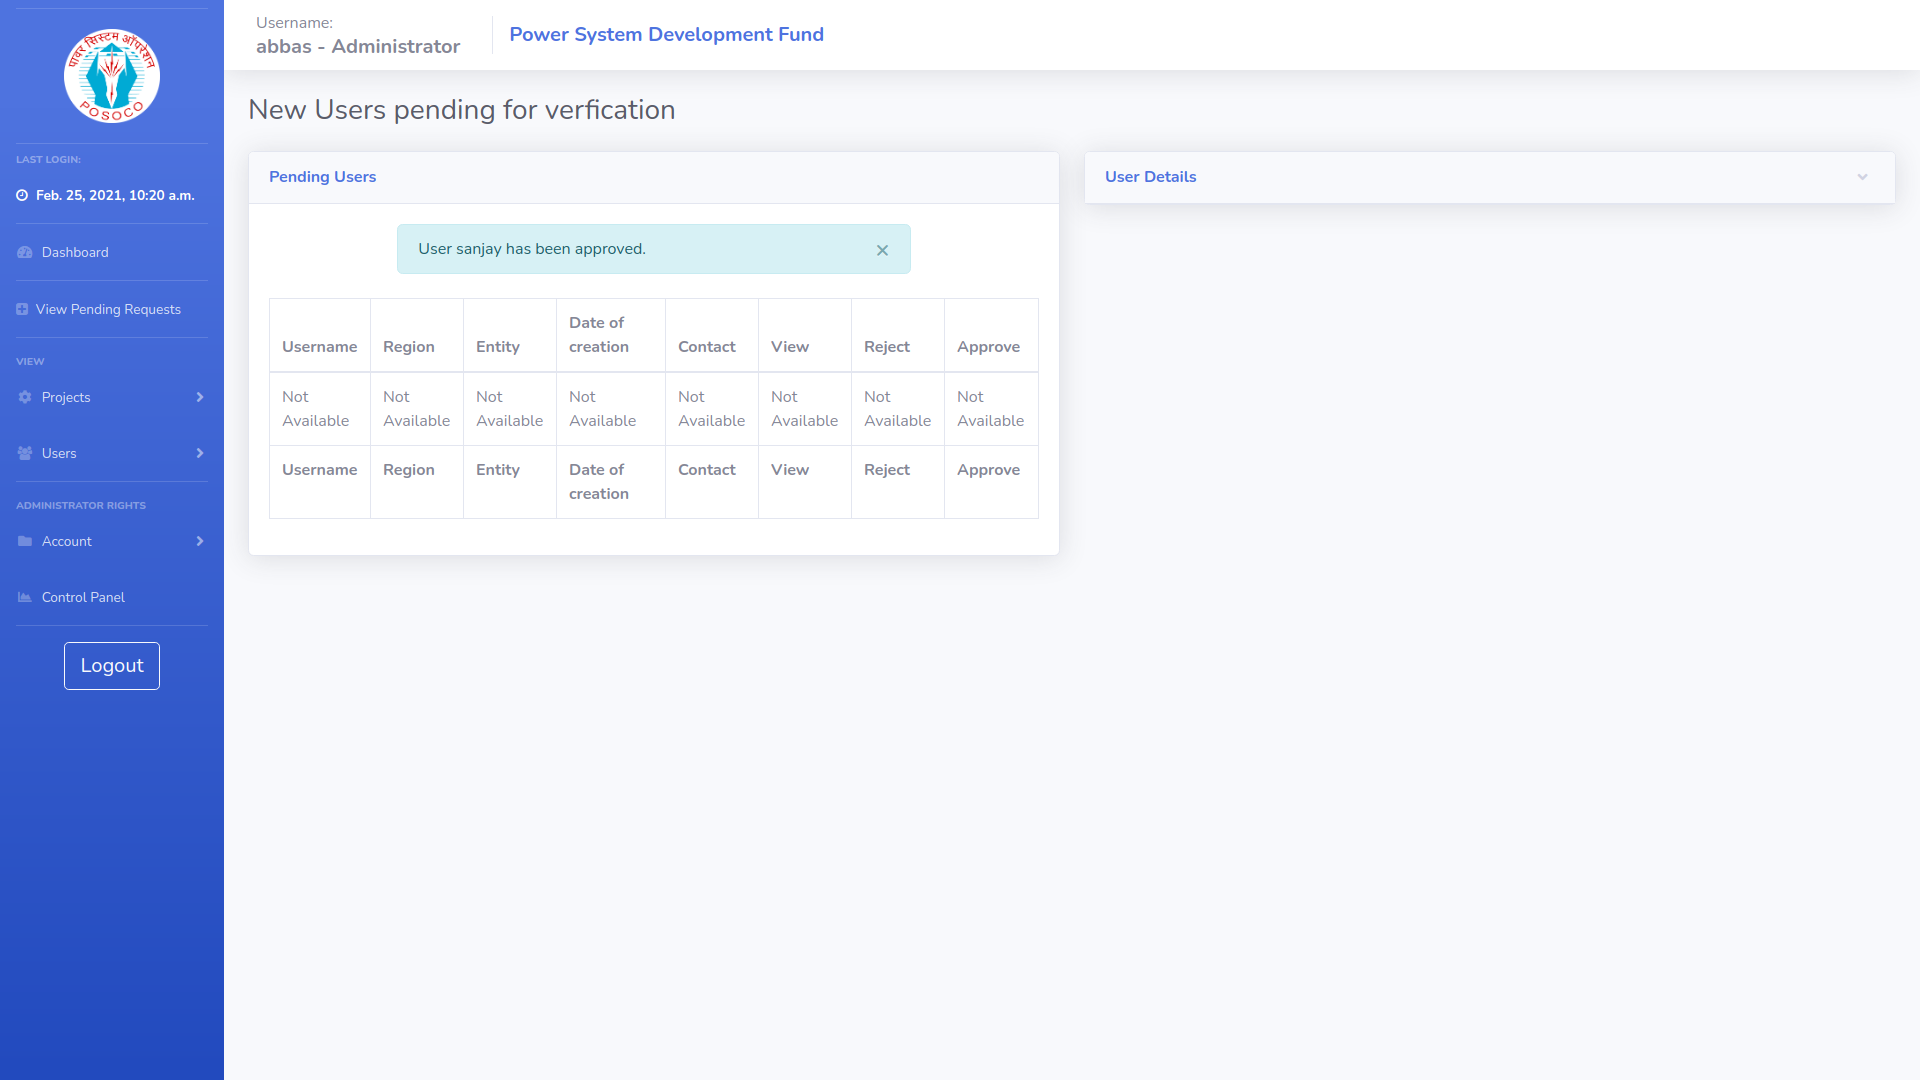 पावर सिस्टम ऑपरेशन
POSOCO
LAST LOGIN:
Feb. 25, 2021, 10:20 a.m.
Dashboard
View Pending Requests
VIEW
Projects
Users
ADMINISTRATOR RIGHTS
Account
Control Panel
Logout
Username:
abbas - Administrator
Power System Development Fund
New Users pending for verfication
Pending Users
User sanjay has been approved.
×
Username Region Entity Date of creation Contact View Reject Approve
Not Available Not Available Not Available Not Available Not Available Not Available Not Available Not Available
Username Region Entity Date of creation Contact View Reject Approve
User Details